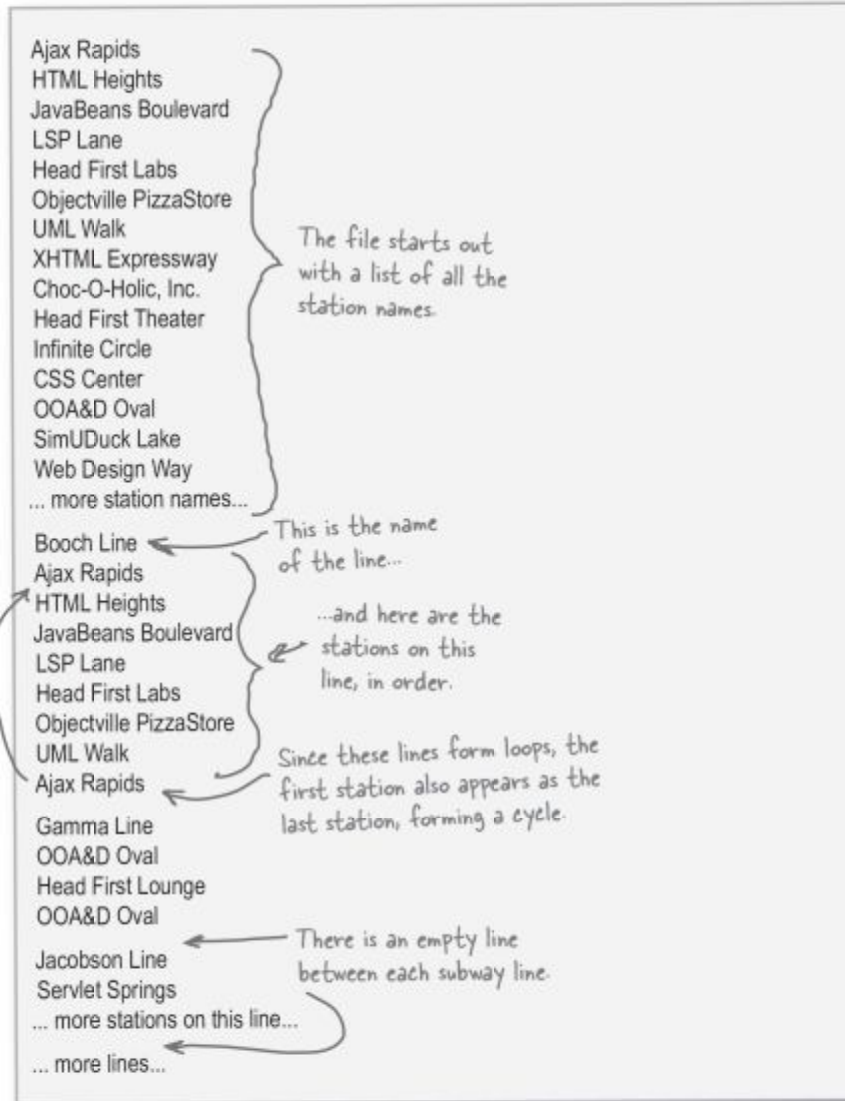 Ajax Rapids
HTML Heights
JavaBeans Boulevard
LSP Lane
Head First Labs
Objectville PizzaStore
UML Walk
XHTML Expressway
Choc-O-Holic, Inc.
Head First Theater
Infinite Circle
CSS Center
OOA&D Oval
SimUDuck Lake
Web Design Way
... more station names...
The file starts out
with a list of all the
station names.
Booch Line
Ajax Rapids
HTML Heights
JavaBeans Boulevard
LSP Lane
Head First Labs
Objectville PizzaStore
UML Walk
Ajax Rapids
This is the name
of the line...
...and here are the
stations on this
line, in order.
Since these lines form loops, the
first station also appears as the
last station, forming a cycle.
Gamma Line
OOA&D Oval
Head First Lounge
OOA&D Oval
There is an empty line
between each subway line.
Jacobson Line
Servlet Springs
... more stations on this line...
... more lines...